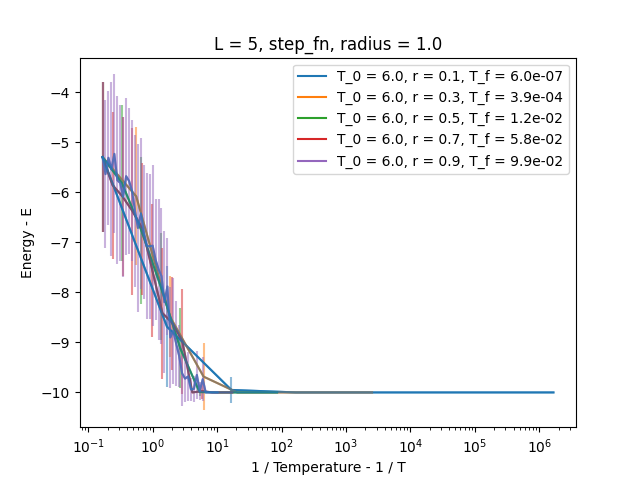 L = 5, step_fn, radius = 1.0
T_0 = 6.0, r = 0.1, T_f = 6.0e-07
T_0 = 6.0, r = 0.3, T_f = 3.9e-04
T_0 = 6.0, r = 0.5, T_f = 1.2e-02
T_0 = 6.0, r = 0.7, T_f = 5.8e-02
T_0 = 6.0, r = 0.9, T_f = 9.9e-02
Energy - E
−4
−5
−6
−7
−8
−9
−10
10⁻¹ 10⁰ 10¹ 10² 10³ 10⁴ 10⁵ 10⁶
1 / Temperature - 1 / T